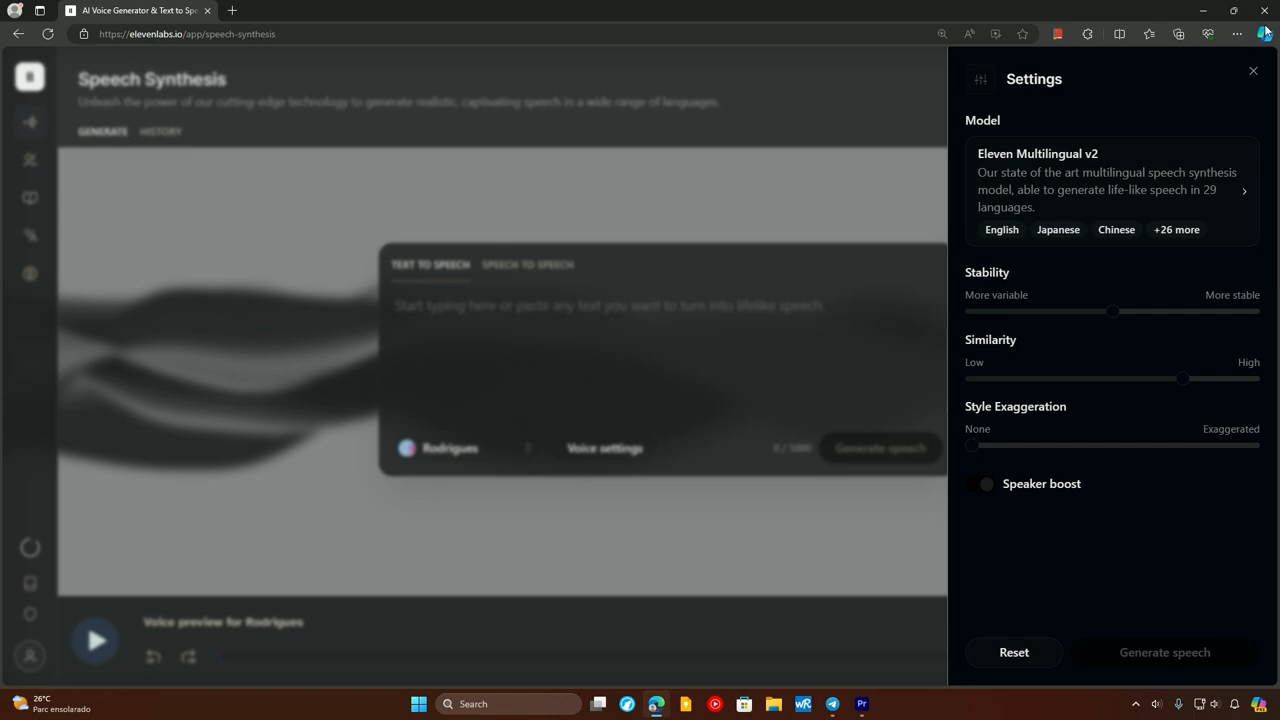 AI Voice Generator & Text to Spe
https://elevenlabs.io/app/speech-synthesis
Speech Synthesis
Unleash the power of our cutting-edge technology to generate realistic, captivating speech in a wide range of languages.
GENERATE HISTORY
TEXT TO SPEECH SPEECH TO SPEECH
Start typing here or paste any text you want to turn into lifelike speech.
Rodrigues Voice settings 0 / 5000 Generate speech
Voice preview for Rodrigues
Settings
Model
Eleven Multilingual v2
Our state of the art multilingual speech synthesis
model, able to generate life-like speech in 29
languages.
English Japanese Chinese +26 more
Stability
More variable More stable
Similarity
Low High
Style Exaggeration
None Exaggerated
Speaker boost
Reset Generate speech
26°C
Parc ensolarado
Search